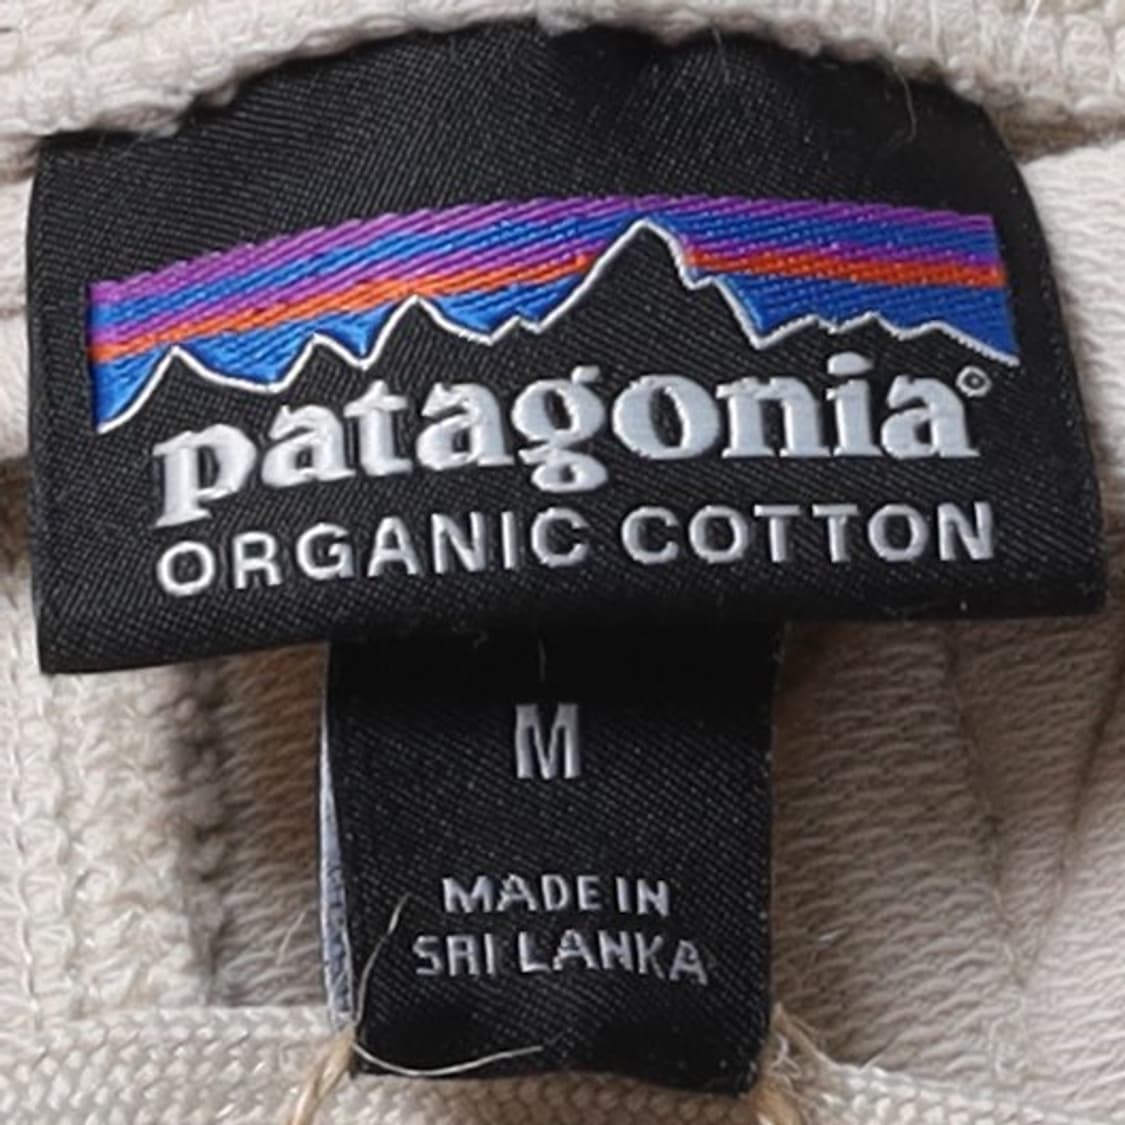 patagonia®
ORGANIC COTTON
M
MADE IN
SRI LANKA